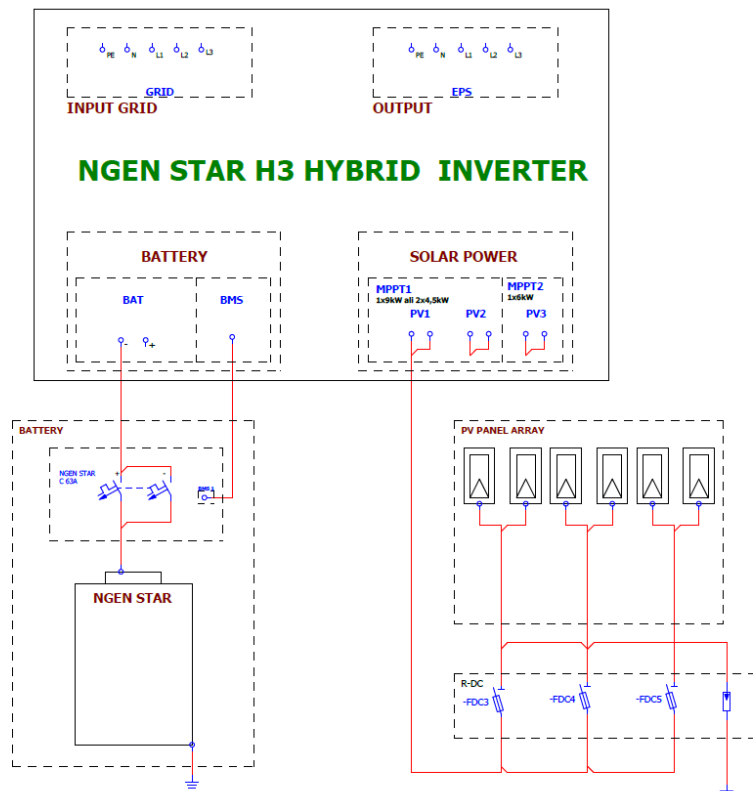 PE N L1 L2 L3
GRID
INPUT GRID
PE N L1 L2 L3
EPS
OUTPUT
NGEN STAR H3 HYBRID INVERTER
BATTERY
BAT
BMS
- +
SOLAR POWER
MPPT1
1x9kW ali 2x4,5kW
PV1 PV2
MPPT2
1x6kW
PV3
BATTERY
NGEN STAR
C 63A
+ -
NGEN STAR
PV PANEL ARRAY
R-DC
-FDC3
-FDC4
-FDC5